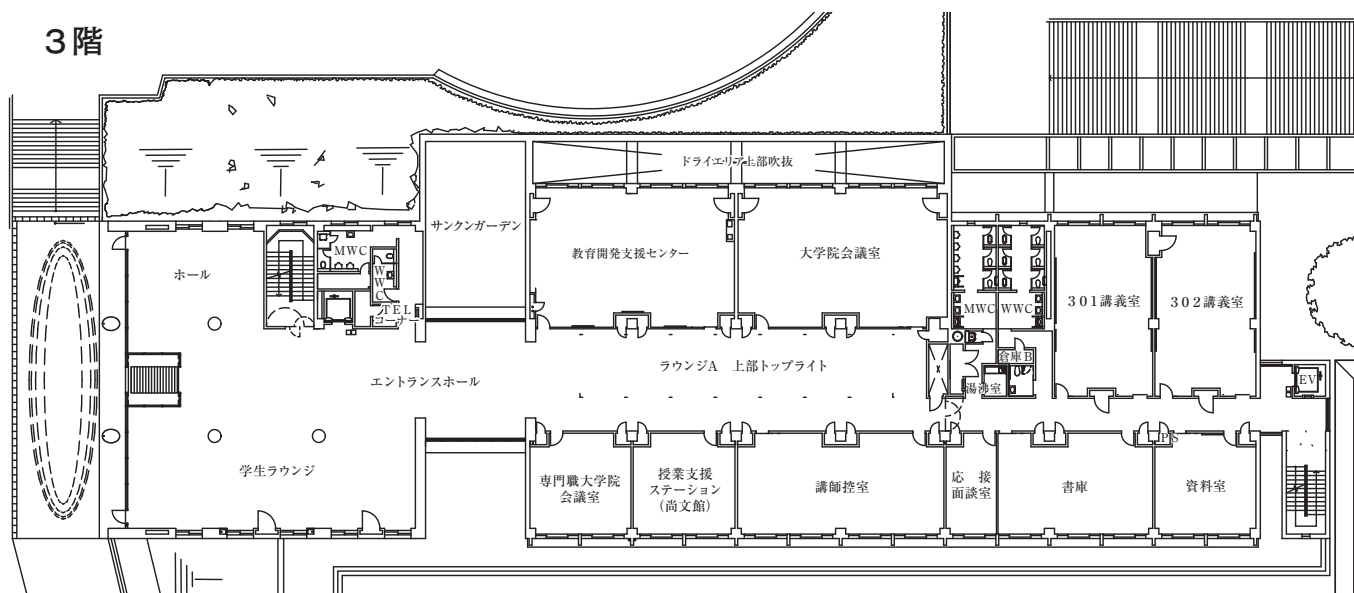 ３階
ドライエリア上部吹抜
サンクンガーデン
教育開発支援センター
大学院会議室
MWC
WWC
TEL
コーナー
ホール
MWC
WWC
３０１講義室
３０２講義室
倉庫B
湯沸室
EV
エントランスホール
ラウンジA　上部トップライト
PS
学生ラウンジ
専門職大学院
会議室
授業支援
ステーション
（尚文館）
講師控室
応　接
面談室
書庫
資料室